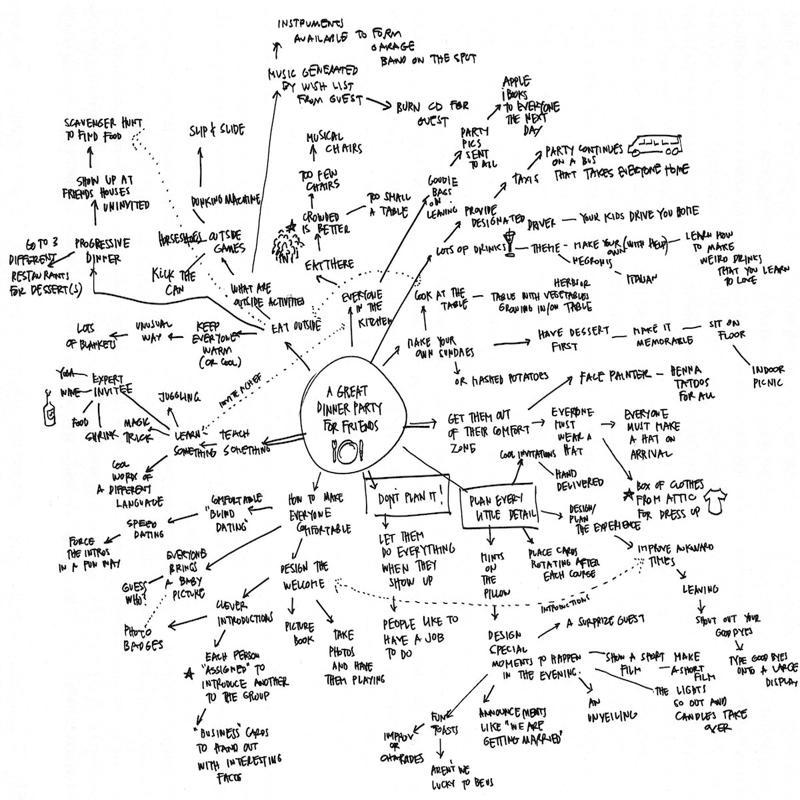 INSTRUMENTS
AVAILABLE TO FORM
GARAGE
BAND ON THE SPOT
MUSIC GENERATED
BY WISH LIST
FROM GUEST
BURN CD FOR
GUEST
APPLE
iBOOKS
TO EVERYONE
THE NEXT
DAY
PARTY
PICS
SENT
TO ALL
GOODIE
BAGS
ON
LEAVING
SCAVENGER HUNT
TO FIND FOOD
SLIP & SLIDE
MUSICAL
CHAIRS
TOO FEW
CHAIRS
CROWDED
IS BETTER
TOO SMALL
A TABLE
EAT THERE
PARTY CONTINUES
ON A BUS
THAT TAKES EVERYONE HOME
TAXIS
PROVIDE
DESIGNATED DRIVER
YOUR KIDS DRIVE YOU HOME
SHOW UP AT
FRIENDS HOUSES
UNINVITED
DUNKING MACHINE
GO TO 3
DIFFERENT
RESTAURANTS
FOR DESSERT(S)
PROGRESSIVE
DINNER
HORSESHOES
OUTSIDE
GAMES
KICK THE
CAN
WHAT ARE
OUTSIDE ACTIVITIES
LOTS OF DRINKS
THEME
MAKE YOUR
OWN (WITH HELP)
NEGRONIS
ITALIAN
LEARN HOW
TO MAKE
WEIRD DRINKS
THAT YOU LEARN
TO LOVE
EVERYONE
IN THE
KITCHEN
EAT OUTSIDE
LOOK AT THE
TABLE
TABLE WITH VEGETABLES
GROWING IN/ON TABLE
LOTS
OF BLANKETS
UNUSUAL
WAY
KEEP
EVERYONE
WARM
(OR COOL)
MAKE YOUR
OWN SUNDAES
OR MASHED POTATOES
HAVE DESSERT
FIRST
MAKE IT
MEMORABLE
SIT ON
FLOOR
INDOOR
PICNIC
YOGA
WINE
EXPERT
INVITEE
FOOD
SHRINK
MAGIC
TRICK
JUGGLING
INVITE A CHEF
LEARN
SOMETHING
TEACH
SOMETHING
COOL
WORDS OF
A DIFFERENT
LANGUAGE
A GREAT
DINNER PARTY
FOR FRIENDS
GET THEM OUT
OF THEIR COMFORT
ZONE
FACE PAINTER
HENNA
TATOOS
FOR ALL
EVERYONE
MUST
WEAR A
HAT
EVERYONE
MUST MAKE
A HAT ON
ARRIVAL
BOX OF CLOTHES
FROM ATTIC
FOR DRESS UP
COOL INVITATIONS
HAND
DELIVERED
DON'T PLAN IT!
PLAN EVERY
LITTLE DETAIL
DESIGN/
PLAN
THE EXPERIENCE
HOW TO MAKE
EVERYONE
COMFORTABLE
COMFORTABLE
"BLIND
DATING"
SPEED
DATING
FORCE
THE INTROS
IN A FUN WAY
EVERYONE
BRINGS
A BABY
PICTURE
GUESS
WHO?
PHOTO
BADGES
LET THEM
DO EVERYTHING
WHEN THEY
SHOW UP
PEOPLE LIKE TO
HAVE A JOB
TO DO
MINTS
ON
THE
PILLOW
PLACE CARDS
ROTATING AFTER
EACH COURSE
IMPROVE AWKWARD
TIMES
LEAVING
SHOUT OUT YOUR
GOODBYES
TYPE GOOD BYES
ONTO A LARGE
DISPLAY
DESIGN THE
WELCOME
CLEVER
INTRODUCTIONS
PICTURE
BOOK
TAKE
PHOTOS
AND HAVE
THEM PLAYING
INTRODUCTIONS
EACH PERSON
"ASSIGNED" TO
INTRODUCE ANOTHER
TO THE GROUP
"BUSINESS" CARDS
TO HAND OUT
WITH INTERESTING
FACTS
DESIGN
SPECIAL
MOMENTS TO HAPPEN
IN THE EVENING
A SURPRIZE GUEST
SHOW A SHORT
FILM
MAKE
A SHORT
FILM
THE LIGHTS
GO OUT AND
CANDLES TAKE
OVER
AN
UNVEILING
ANNOUNCEMENTS
LIKE "WE ARE
GETTING MARRIED"
FUN
TOASTS
IMPROV
OR
CHARADES
AREN'T WE
LUCKY TO BE US